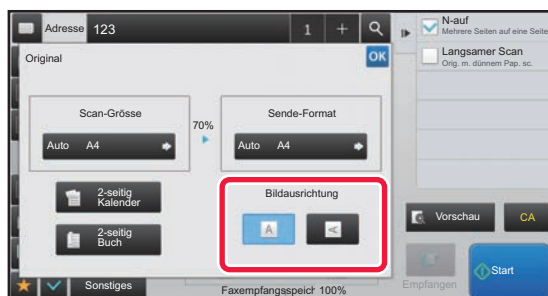 Adresse 123 1 +
N-auf
Mehrere Seiten auf eine Seite
Langsamer Scan
Orig. m. dünnem Pap. sc.
Original OK
Scan-Grösse
Auto A4
70%
Sende-Format
Auto A4
2-seitig
Kalender
2-seitig
Buch
Bildausrichtung
A A
Vorschau CA
Sonstiges
Faxempfangsspeich 100%
Empfangen
Start